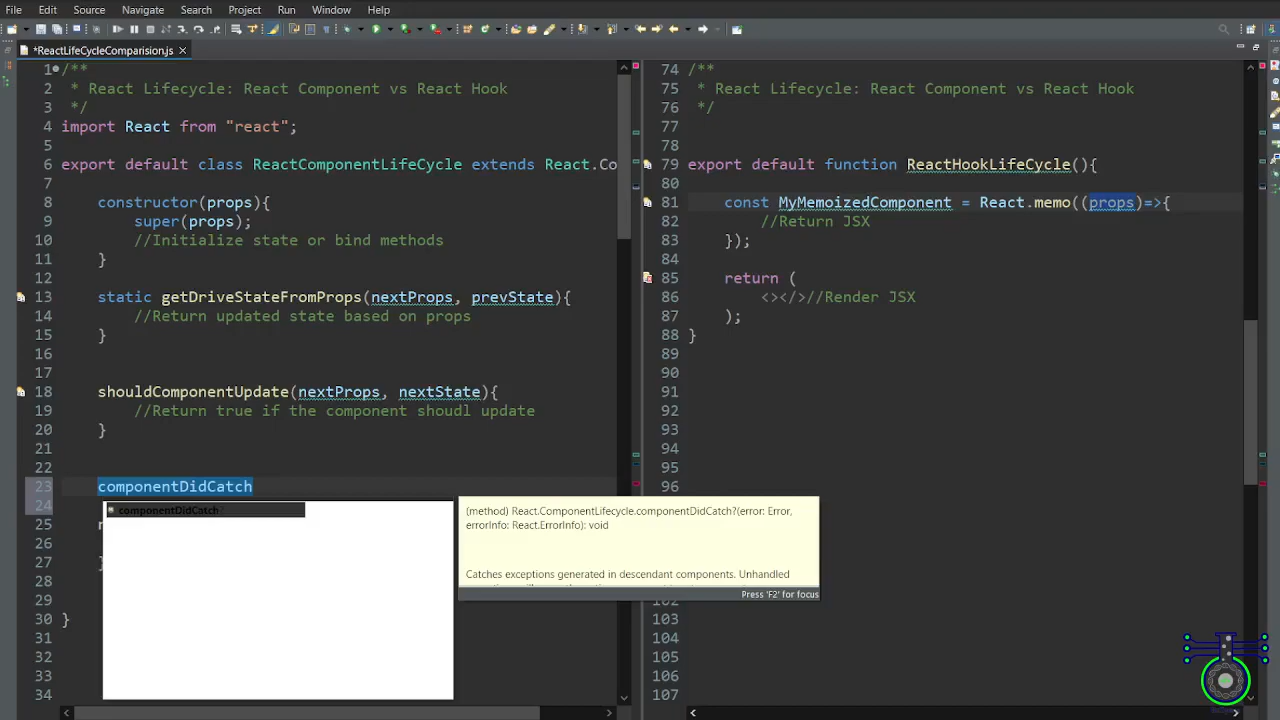 File Edit Source Navigate Search Project Run Window Help
*ReactLifeCycleComparision.js
1 /**
2 * React Lifecycle: React Component vs React Hook
3 */
4 import React from "react";
5
6 export default class ReactComponentLifeCycle extends React.Co
7
8 constructor(props){
9 super(props);
10 //Initialize state or bind methods
11 }
12
13 static getDriveStateFromProps(nextProps, prevState){
14 //Return updated state based on props
15 }
16
17
18 shouldComponentUpdate(nextProps, nextState){
19 //Return true if the component shoudl update
20 }
21
22
23 componentDidCatch
24
componentDidCatch
25
27 }
28
29
30 }
31
32
33
34
(method) React.ComponentLifecycle.componentDidCatch?(error: Error,
errorInfo: React.ErrorInfo): void
Catches exceptions generated in descendant components. Unhandled
Press 'F2' for focus
74 /**
75 * React Lifecycle: React Component vs React Hook
76 */
77
78
79 export default function ReactHookLifeCycle(){
80
81 const MyMemoizedComponent = React.memo((props)=>{
82 //Return JSX
83 });
84
85 return (
86 <></>//Render JSX
87 );
88 }
89
90
91
92
93
94
95
96
103
104
105
106
107